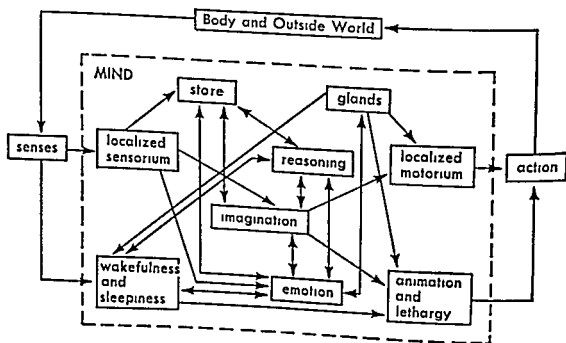 Body and Outside World
MIND
store
glands
senses
localized
sensorium
reasoning
localized
motorium
action
imagination
wakefulness
and
sleepiness
emotion
animation
and
lethargy